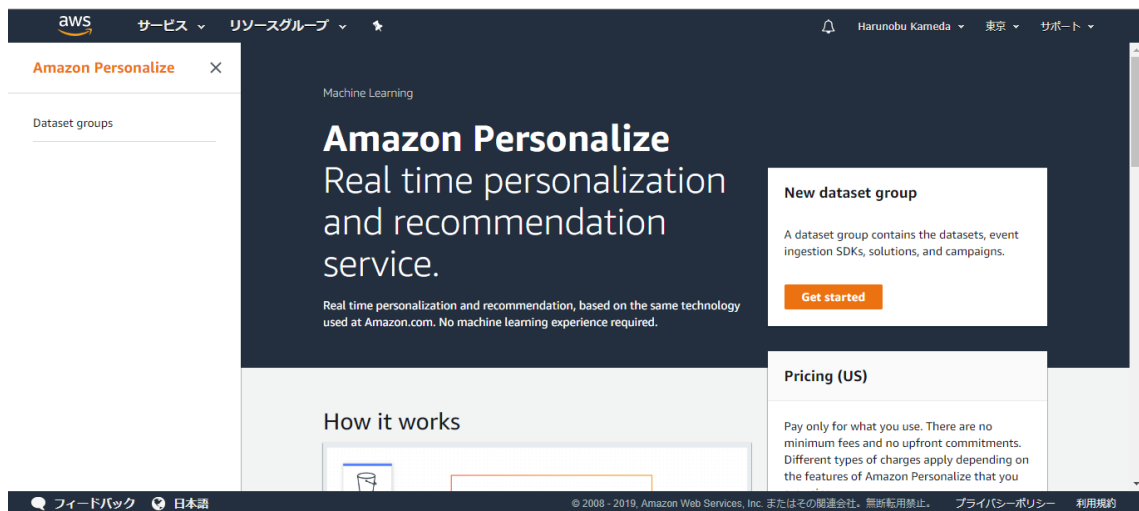 aws サービス リソースグループ Harunobu Kameda 東京 サポート
Amazon Personalize
Dataset groups
Machine Learning
Amazon Personalize
Real time personalization
and recommendation
service.
Real time personalization and recommendation, based on the same technology
used at Amazon.com. No machine learning experience required.
New dataset group
A dataset group contains the datasets, event
ingestion SDKs, solutions, and campaigns.
Get started
Pricing (US)
Pay only for what you use. There are no
minimum fees and no upfront commitments.
Different types of charges apply depending on
the features of Amazon Personalize that you
How it works
フィードバック 日本語 © 2008 - 2019, Amazon Web Services, Inc. またはその関連会社。無断転用禁止。 プライバシーポリシー 利用規約